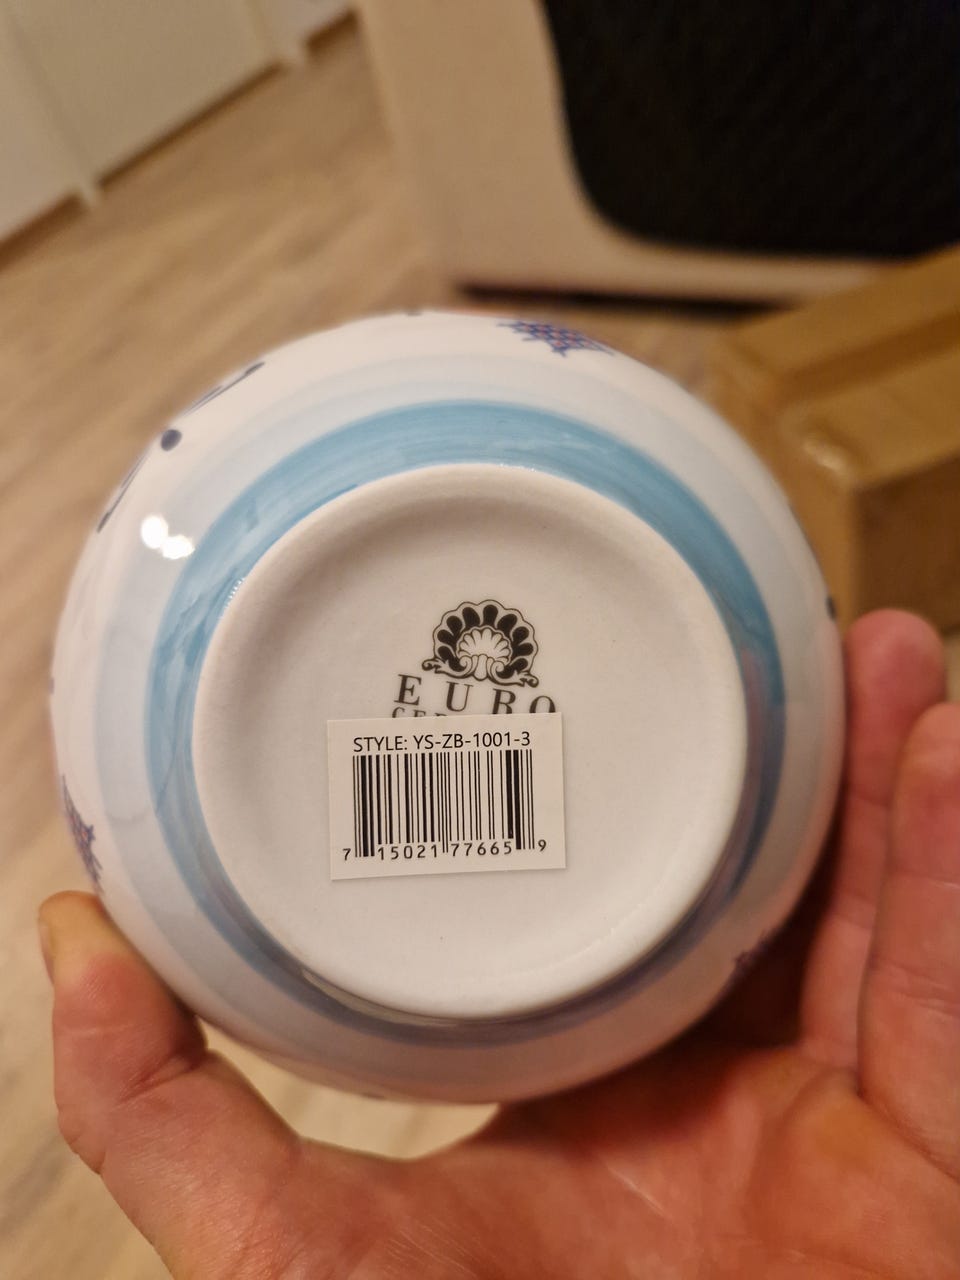 EURO
STYLE: YS-ZB-1001-3
7 15021 77665 9